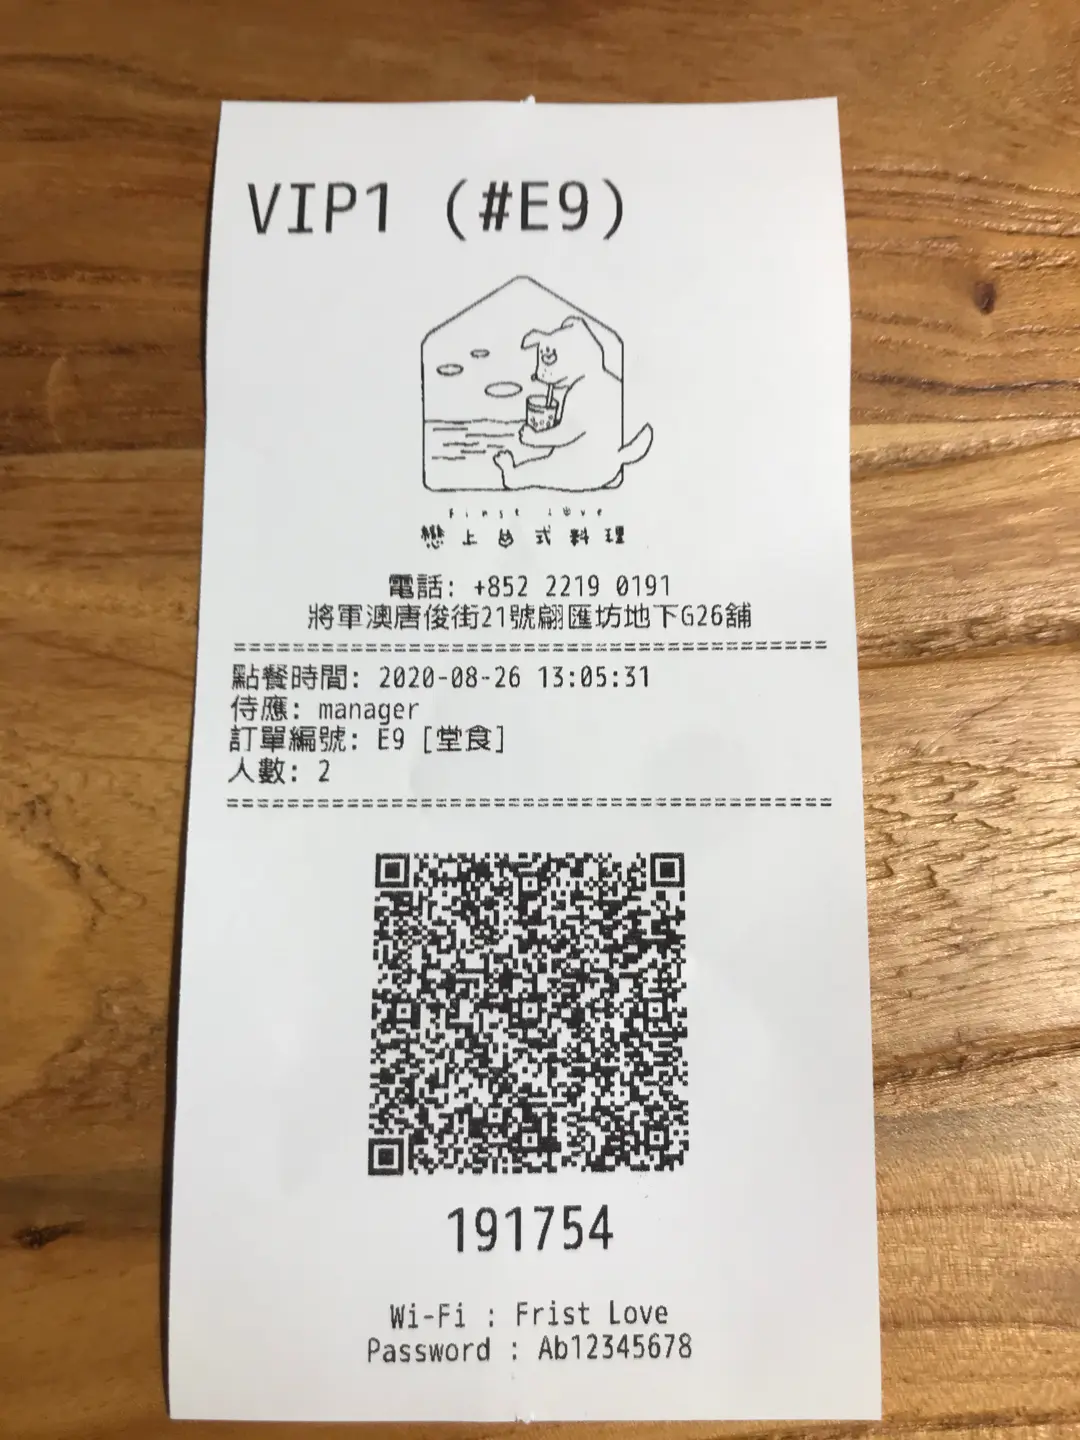 VIP1 (#E9)
First Love
戀上台式料理
電話: +852 2219 0191
將軍澳唐俊街21號翩匯坊地下G26舖
點餐時間: 2020-08-26 13:05:31
侍應: manager
訂單編號: E9 [堂食]
人數: 2
191754
Wi-Fi : Frist Love
Password : Ab12345678